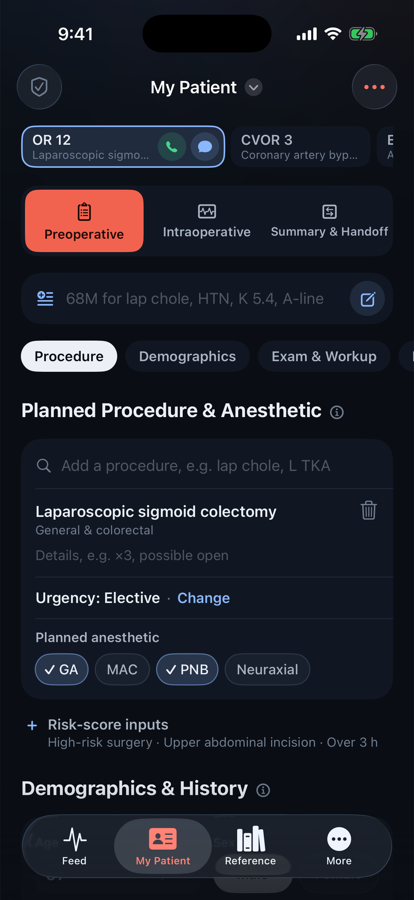 9:41
My Patient
OR 12
Laparoscopic sigmo...
CVOR 3
Coronary artery byp...
Preoperative
Intraoperative
Summary & Handoff
68M for lap chole, HTN, K 5.4, A-line
Procedure
Demographics
Exam & Workup
Planned Procedure & Anesthetic
Add a procedure, e.g. lap chole, L TKA
Laparoscopic sigmoid colectomy
General & colorectal
Details, e.g. ×3, possible open
Urgency: Elective · Change
Planned anesthetic
✓ GA
MAC
✓ PNB
Neuraxial
+ Risk-score inputs
High-risk surgery · Upper abdominal incision · Over 3 h
Demographics & History
Feed
My Patient
Reference
More